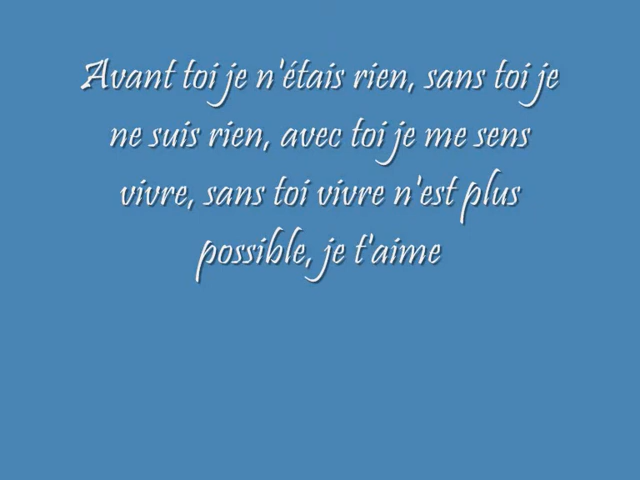 Avant toi je n'étais rien, sans toi je
ne suis rien, avec toi je me sens
vivre, sans toi vivre n'est plus
possible, je t'aime